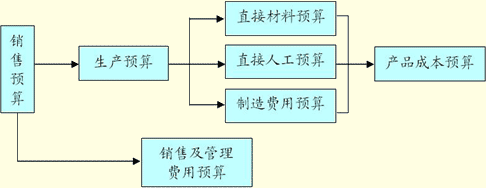 销售预算
生产预算
直接材料预算
直接人工预算
制造费用预算
产品成本预算
销售及管理
费用预算